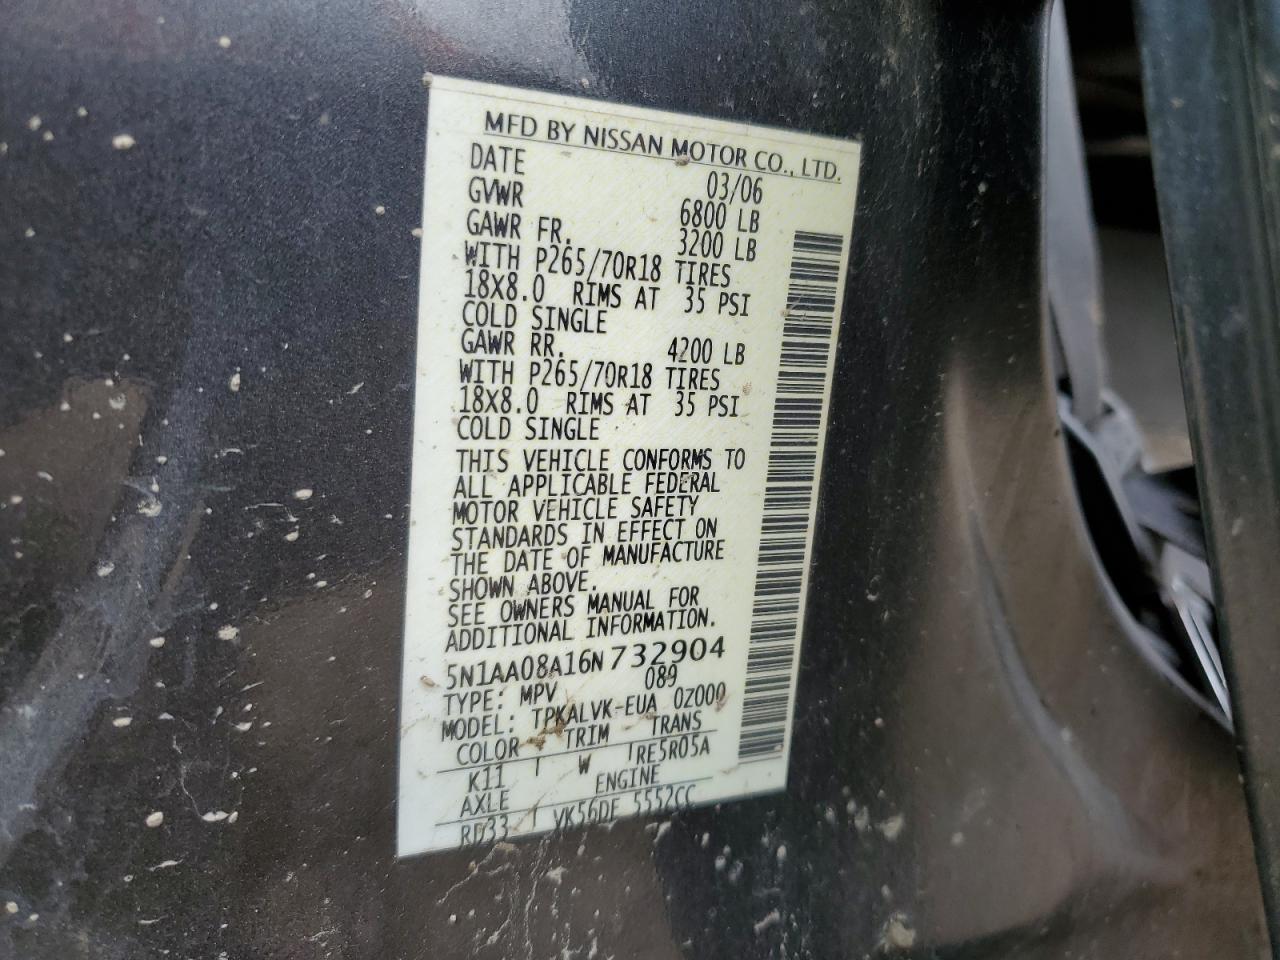 MFD BY NISSAN MOTOR CO., LTD.
DATE 03/06
GVWR 6800 LB
GAWR FR. 3200 LB
WITH P265/70R18 TIRES
18X8.0 RIMS AT 35 PSI
COLD SINGLE
GAWR RR. 4200 LB
WITH P265/70R18 TIRES
18X8.0 RIMS AT 35 PSI
COLD SINGLE
THIS VEHICLE CONFORMS TO
ALL APPLICABLE FEDERAL
MOTOR VEHICLE SAFETY
STANDARDS IN EFFECT ON
THE DATE OF MANUFACTURE
SHOWN ABOVE.
SEE OWNERS MANUAL FOR
ADDITIONAL INFORMATION.
5N1AA08A16N732904
TYPE: MPV 089
MODEL: TPKALVK-EUA 0Z000
COLOR TRIM TRANS
K11 W RE5R05A
AXLE ENGINE
RD33 VK56DE 5552CC